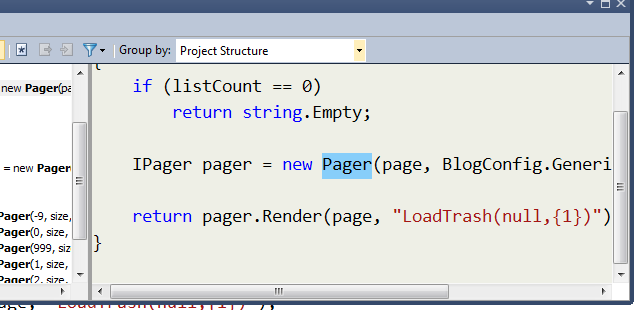 Group by: Project Structure
new Pager(pa
= new Pager
Pager(-9, size,
Pager(0, size,
Pager(999, size
Pager(1, size,
Pager(2, size,
{
if (listCount == 0)
return string.Empty;
IPager pager = new Pager(page, BlogConfig.Generi
return pager.Render(page, "LoadTrash(null,{1})")
}
age, "LoadTrash(null,{1})");